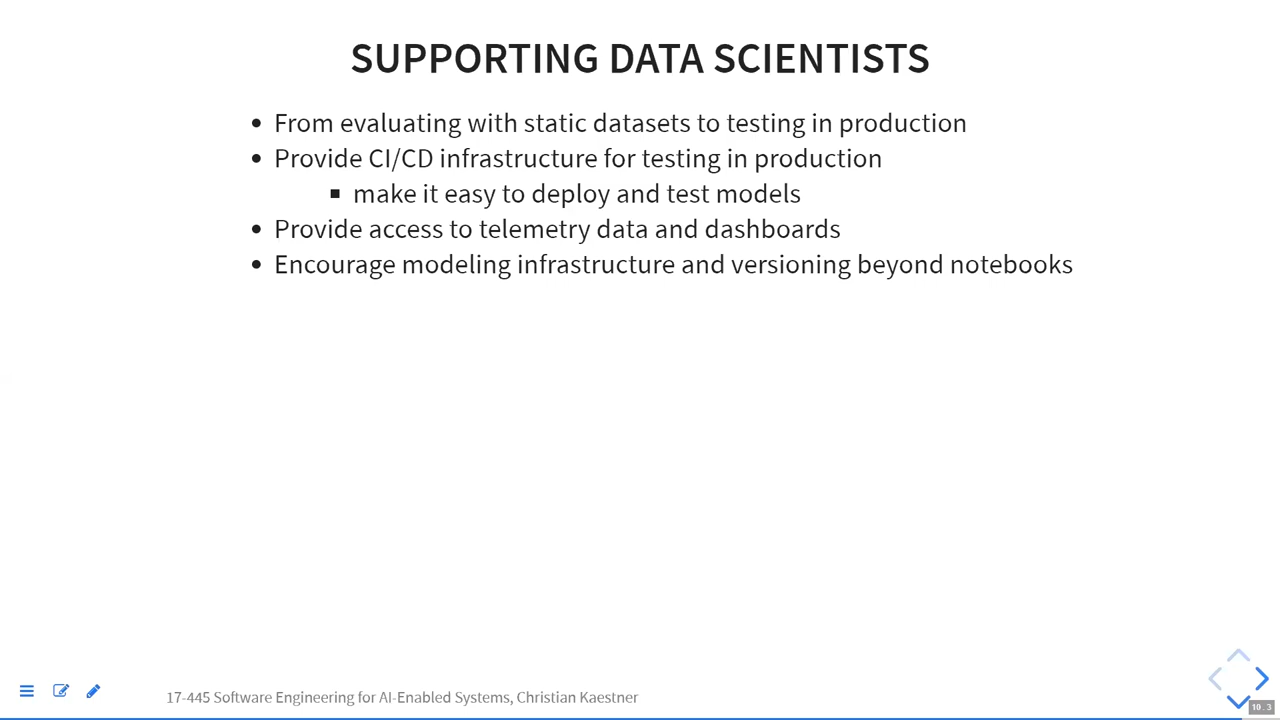 SUPPORTING DATA SCIENTISTS
From evaluating with static datasets to testing in production
Provide CI/CD infrastructure for testing in production
make it easy to deploy and test models
Provide access to telemetry data and dashboards
Encourage modeling infrastructure and versioning beyond notebooks
17-445 Software Engineering for AI-Enabled Systems, Christian Kaestner
10.3